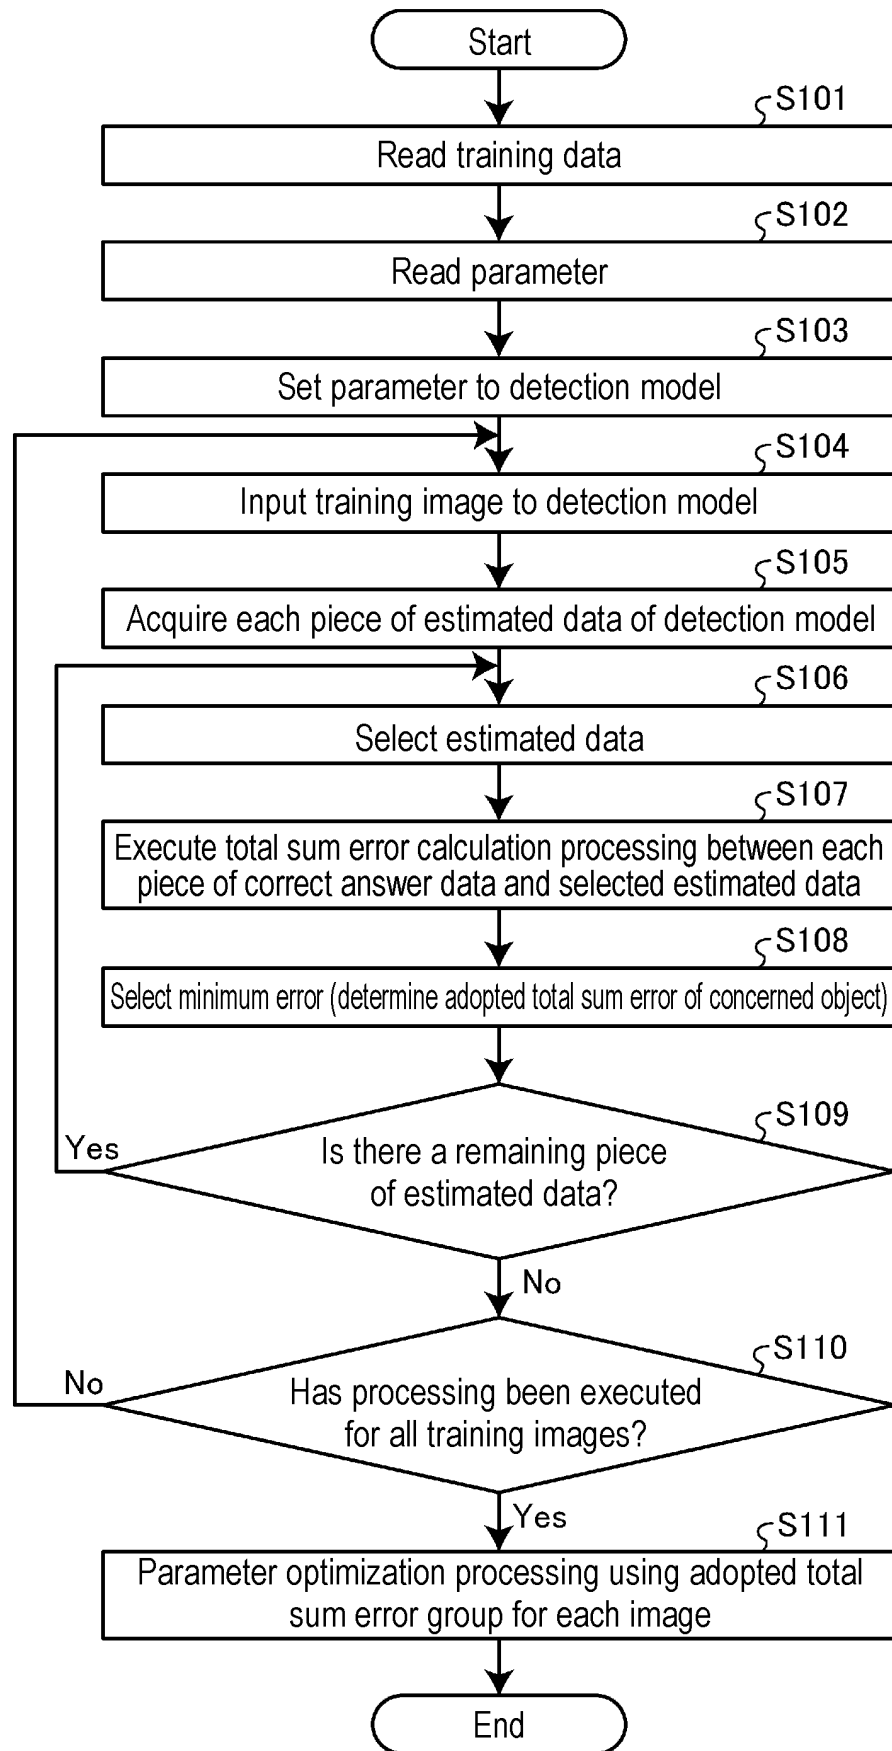 Start
S101
Read training data
S102
Read parameter
S103
Set parameter to detection model
S104
Input training image to detection model
S105
Acquire each piece of estimated data of detection model
S106
Select estimated data
S107
Execute total sum error calculation processing between each
piece of correct answer data and selected estimated data
S108
Select minimum error (determine adopted total sum error of concerned object)
S109
Yes
Is there a remaining piece
of estimated data?
No
S110
No
Has processing been executed
for all training images?
Yes
S111
Parameter optimization processing using adopted total
sum error group for each image
End